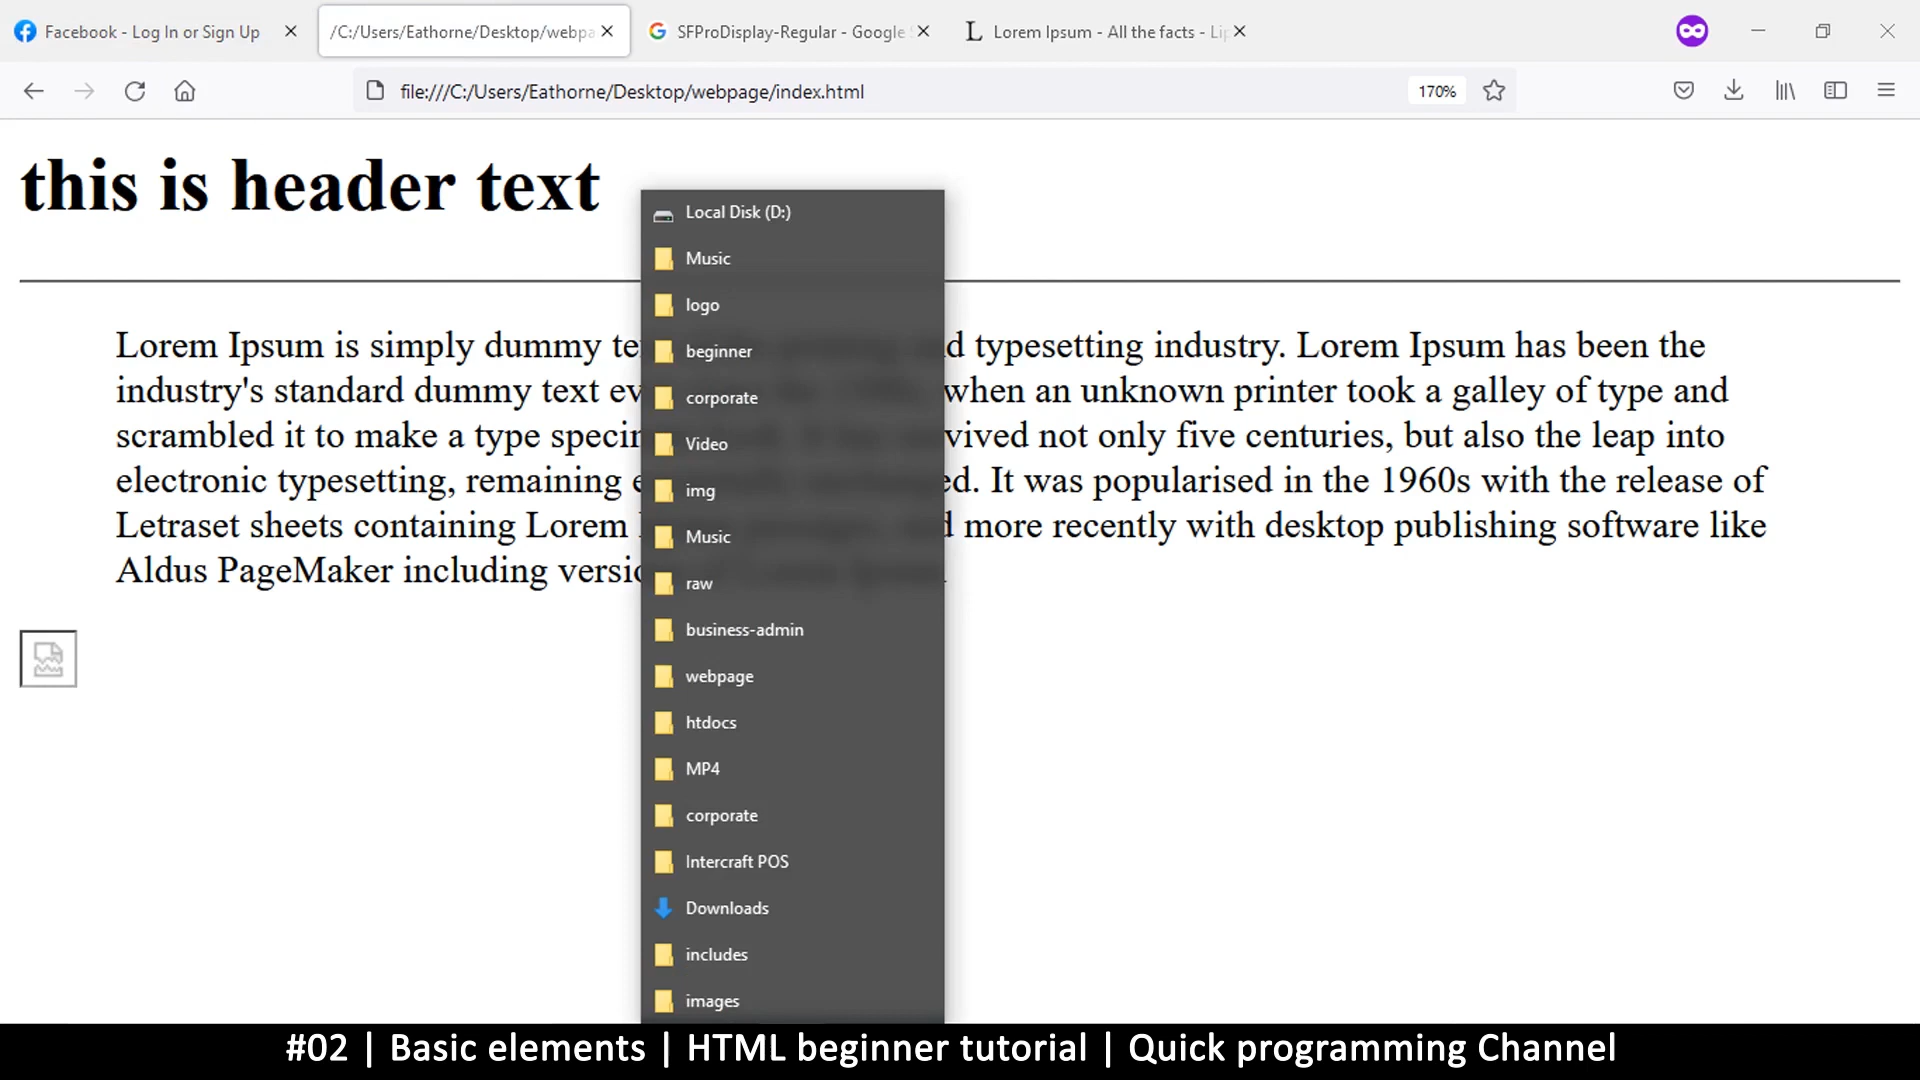 Facebook - Log In or Sign Up
/C:/Users/Eathorne/Desktop/webpa
SFProDisplay-Regular - Google
Lorem Ipsum - All the facts - Lip
file:///C:/Users/Eathorne/Desktop/webpage/index.html
170%
this is header text
Lorem Ipsum is simply dummy te d typesetting industry. Lorem Ipsum has been the
industry's standard dummy text ev when an unknown printer took a galley of type and
scrambled it to make a type specin vived not only five centuries, but also the leap into
electronic typesetting, remaining e ed. It was popularised in the 1960s with the release of
Letraset sheets containing Lorem d more recently with desktop publishing software like
Aldus PageMaker including versio
Local Disk (D:)
Music
logo
beginner
corporate
Video
img
Music
raw
business-admin
webpage
htdocs
MP4
corporate
Intercraft POS
Downloads
includes
images
#02 | Basic elements | HTML beginner tutorial | Quick programming Channel